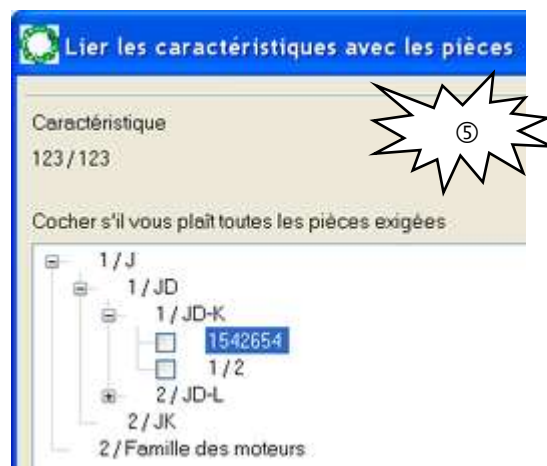 Lier les caractéristiques avec les pièces
Caractéristique
⑤
123/123
Cocher s'il vous plaît toutes les pièces exigées
1/J
1/JD
1/JD-K
1542654
1/2
2/JD-L
2/JK
2/Famille des moteurs